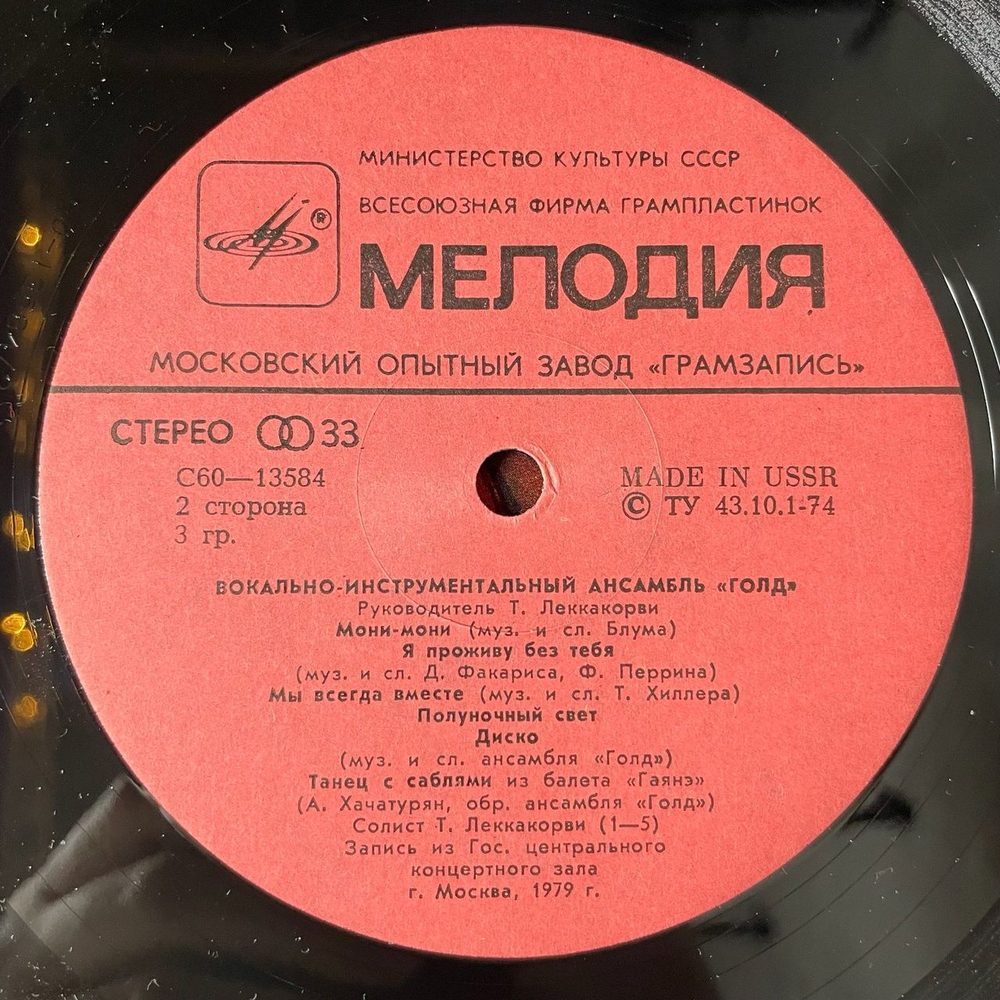 МИНИСТЕРСТВО КУЛЬТУРЫ СССР
ВСЕСОЮЗНАЯ ФИРМА ГРАМПЛАСТИНОК
®
МЕЛОДИЯ
МОСКОВСКИЙ ОПЫТНЫЙ ЗАВОД «ГРАМЗАПИСЬ»
СТЕРЕО 33
С60—13584
2 сторона
3 гр.
MADE IN USSR
© ТУ 43.10.1-74
ВОКАЛЬНО-ИНСТРУМЕНТАЛЬНЫЙ АНСАМБЛЬ «ГОЛД»
Руководитель Т. Леккакорви
Мони-мони (муз. и сл. Блума)
Я проживу без тебя
(муз. и сл. Д. Факариса, Ф. Перрина)
Мы всегда вместе (муз. и сл. Т. Хиллера)
Полуночный свет
Диско
(муз. и сл. ансамбля «Голд»)
Танец с саблями из балета «Гаянэ»
(А. Хачатурян, обр. ансамбля «Голд»)
Солист Т. Леккакорви (1—5)
Запись из Гос. центрального
концертного зала
г. Москва, 1979 г.